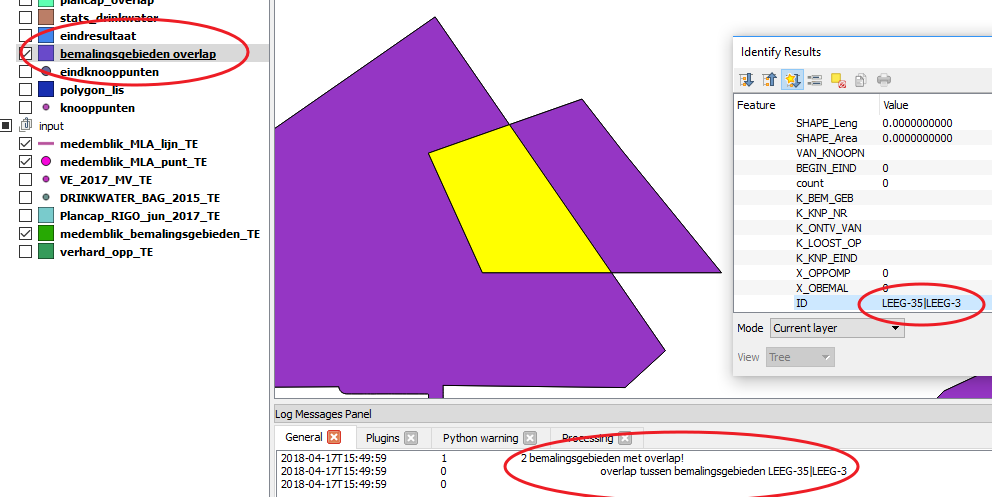 plancap_overlap
stats_drinkwater
eindresultaat
bemalingsgebieden overlap
eindknooppunten
polygon_lis
knooppunten
input
medemblik_MLA_lijn_TE
medemblik_MLA_punt_TE
VE_2017_MV_TE
DRINKWATER_BAG_2015_TE
Plancap_RIGO_jun_2017_TE
medemblik_bemalingsgebieden_TE
verhard_opp_TE
Identify Results
Feature Value
SHAPE_Leng 0.0000000000
SHAPE_Area 0.0000000000
VAN_KNOOPN
BEGIN_EIND 0
count 0
K_BEM_GEB
K_KNP_NR
K_ONTV_VAN
K_LOOST_OP
K_KNP_EIND
X_OPPOMP 0
X_OBEMAL 0
ID LEEG-35|LEEG-3
Mode Current layer
View Tree
Log Messages Panel
General Plugins Python warning Processing
2018-04-17T15:49:59 1 2 bemalingsgebieden met overlap!
2018-04-17T15:49:59 0 overlap tussen bemalingsgebieden LEEG-35|LEEG-3
2018-04-17T15:49:59 0